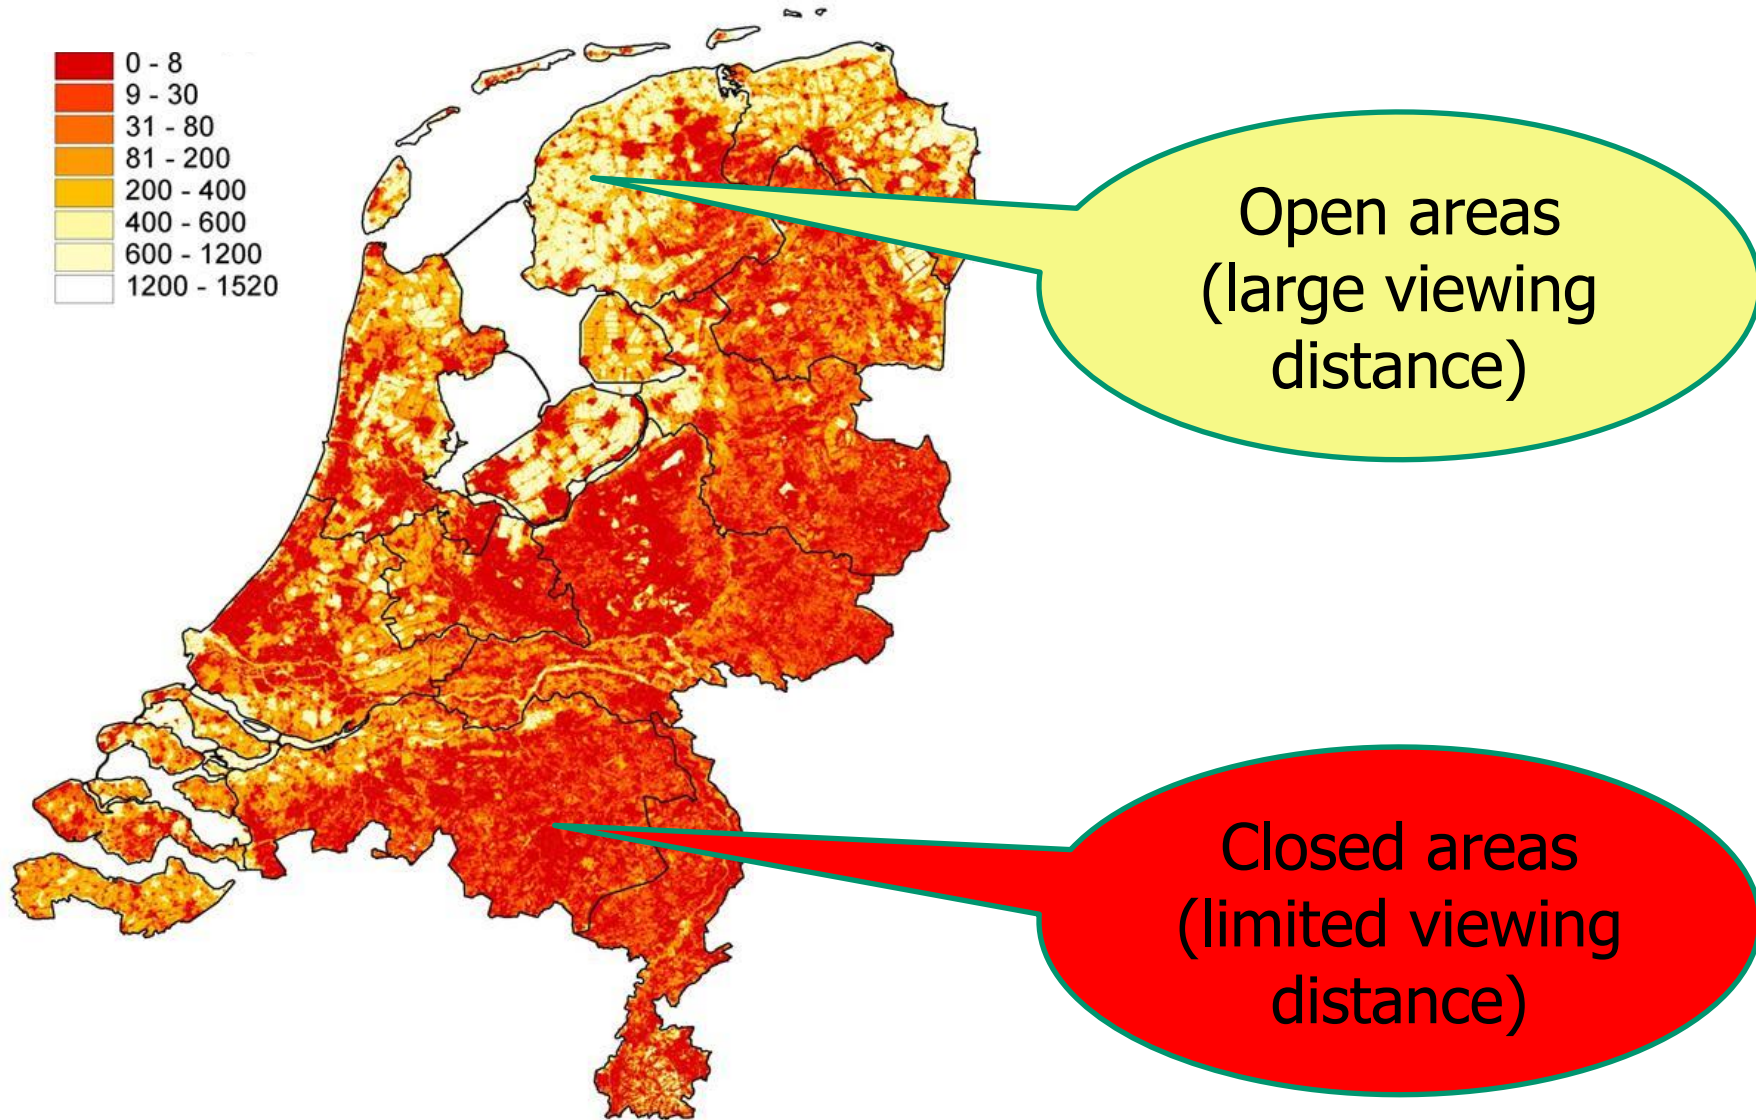 0 - 8
9 - 30
31 - 80
81 - 200
200 - 400
400 - 600
600 - 1200
1200 - 1520
Open areas
(large viewing
distance)
Closed areas
(limited viewing
distance)